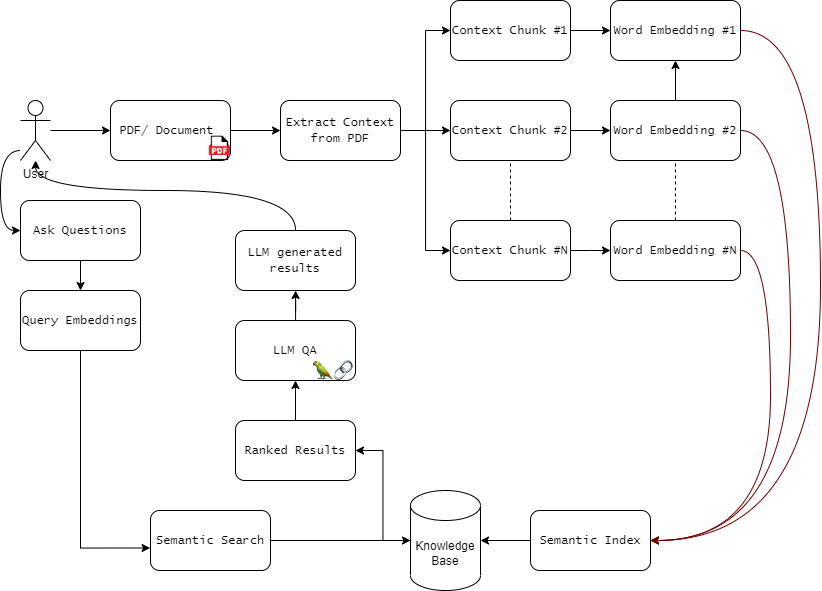 Context Chunk #1
Word Embedding #1
PDF/ Document
PDF
Extract Context
from PDF
Context Chunk #2
Word Embedding #2
User
Ask Questions
LLM generated
results
Context Chunk #N
Word Embedding #N
Query Embeddings
LLM QA
Ranked Results
Semantic Search
Knowledge
Base
Semantic Index